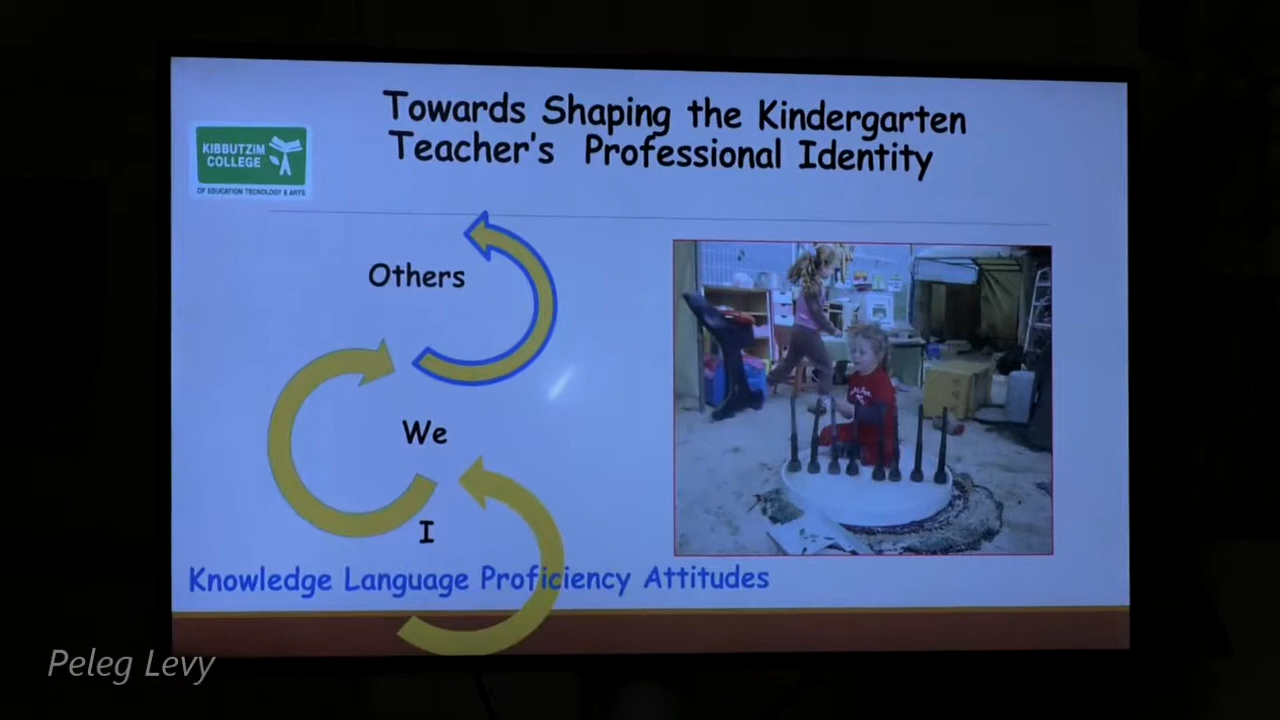 Towards Shaping the Kindergarten
Teacher's Professional Identity
KIBBUTZIM
COLLEGE
OF EDUCATION TECNOLOGY & ARTS
Others
We
I
Knowledge Language Proficiency Attitudes
Peleg Levy